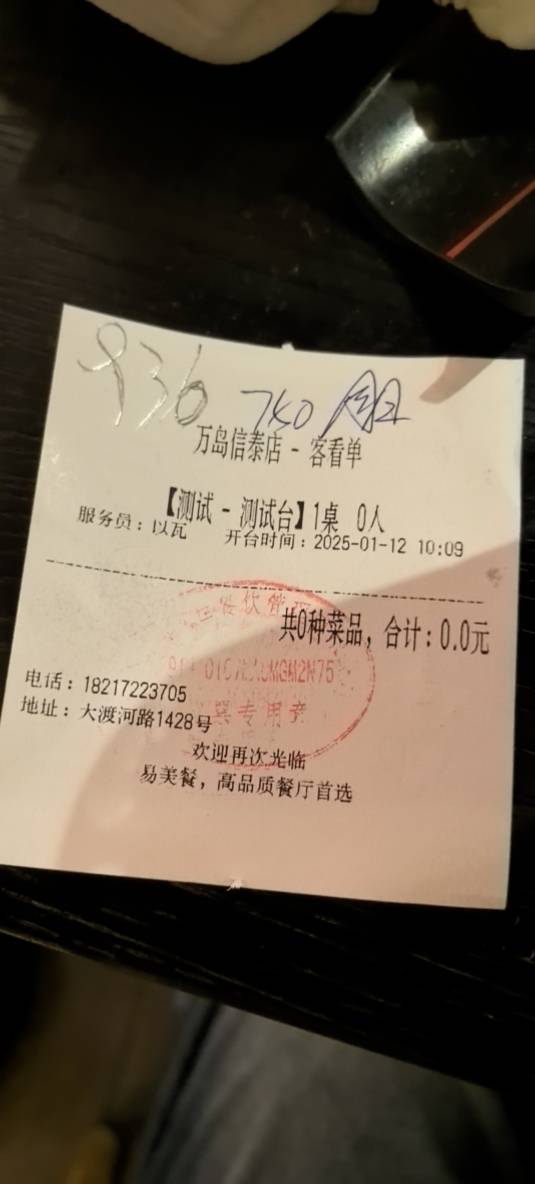 936 740
万岛信泰店 - 客看单
【测试 - 测试台】1桌 0人
服务员：以瓦 开台时间：2025-01-12 10:09
共0种菜品，合计：0.0元
电话：18217223705
地址：大渡河路1428号
专用章
欢迎再次光临
易美餐，高品质餐厅首选